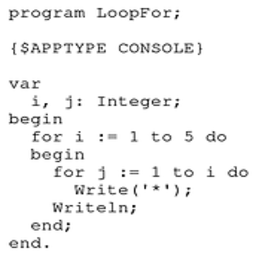 program LoopFor;

{$APPTYPE CONSOLE}

var
  i, j: Integer;
begin
  for i := 1 to 5 do
  begin
    for j := 1 to i do
      Write('*');
    Writeln;
  end;
end.